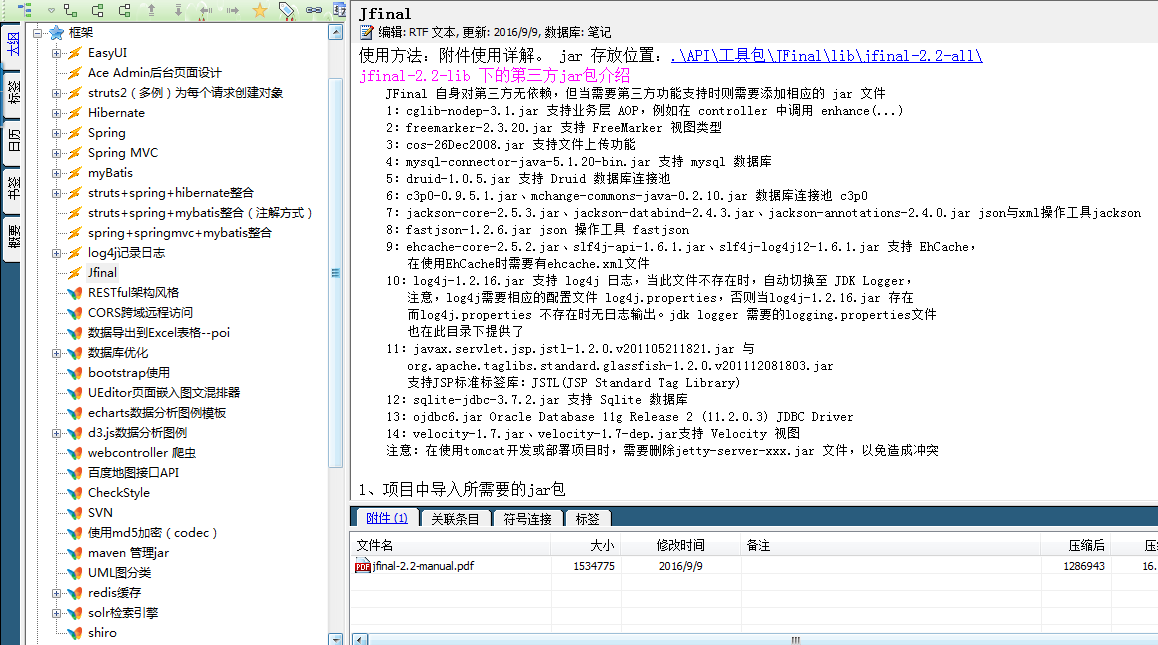 大纲
标签
日历
书签
概要
框架
EasyUI
Ace Admin后台页面设计
struts2（多例）为每个请求创建对象
Hibernate
Spring
Spring MVC
myBatis
struts+spring+hibernate整合
struts+spring+mybatis整合（注解方式）
spring+springmvc+mybatis整合
log4j记录日志
Jfinal
RESTful架构风格
CORS跨域远程访问
数据导出到Excel表格--poi
数据库优化
bootstrap使用
UEditor页面嵌入图文混排器
echarts数据分析图例模板
d3.js数据分析图例
webcontroller 爬虫
百度地图接口API
CheckStyle
SVN
使用md5加密（codec）
maven 管理jar
UML图分类
redis缓存
solr检索引擎
shiro
Jfinal
编辑: RTF 文本, 更新: 2016/9/9, 数据库: 笔记
使用方法：附件使用详解。 jar 存放位置：.\API\工具包\JFinal\lib\jfinal-2.2-all\
jfinal-2.2-lib 下的第三方jar包介绍
JFinal 自身对第三方无依赖，但当需要第三方功能支持时则需要添加相应的 jar 文件
1：cglib-nodep-3.1.jar 支持业务层 AOP，例如在 controller 中调用 enhance(...)
2：freemarker-2.3.20.jar 支持 FreeMarker 视图类型
3：cos-26Dec2008.jar 支持文件上传功能
4：mysql-connector-java-5.1.20-bin.jar 支持 mysql 数据库
5：druid-1.0.5.jar 支持 Druid 数据库连接池
6：c3p0-0.9.5.1.jar、mchange-commons-java-0.2.10.jar 数据库连接池 c3p0
7：jackson-core-2.5.3.jar、jackson-databind-2.4.3.jar、jackson-annotations-2.4.0.jar json与xml操作工具jackson
8：fastjson-1.2.6.jar json 操作工具 fastjson
9：ehcache-core-2.5.2.jar、slf4j-api-1.6.1.jar、slf4j-log4j12-1.6.1.jar 支持 EhCache，
在使用EhCache时需要有ehcache.xml文件
10：log4j-1.2.16.jar 支持 log4j 日志，当此文件不存在时，自动切换至 JDK Logger，
注意，log4j需要相应的配置文件 log4j.properties，否则当log4j-1.2.16.jar 存在
而log4j.properties 不存在时无日志输出。jdk logger 需要的logging.properties文件
也在此目录下提供了
11：javax.servlet.jsp.jstl-1.2.0.v201105211821.jar 与
org.apache.taglibs.standard.glassfish-1.2.0.v201112081803.jar
支持JSP标准标签库：JSTL(JSP Standard Tag Library)
12：sqlite-jdbc-3.7.2.jar 支持 Sqlite 数据库
13：ojdbc6.jar Oracle Database 11g Release 2 (11.2.0.3) JDBC Driver
14：velocity-1.7.jar、velocity-1.7-dep.jar支持 Velocity 视图
注意：在使用tomcat开发或部署项目时，需要删除jetty-server-xxx.jar 文件，以免造成冲突
1、项目中导入所需要的jar包
附件 (1) 关联条目 符号连接 标签
文件名 大小 修改时间 备注 压缩后 压
jfinal-2.2-manual.pdf 1534775 2016/9/9 1286943 16.